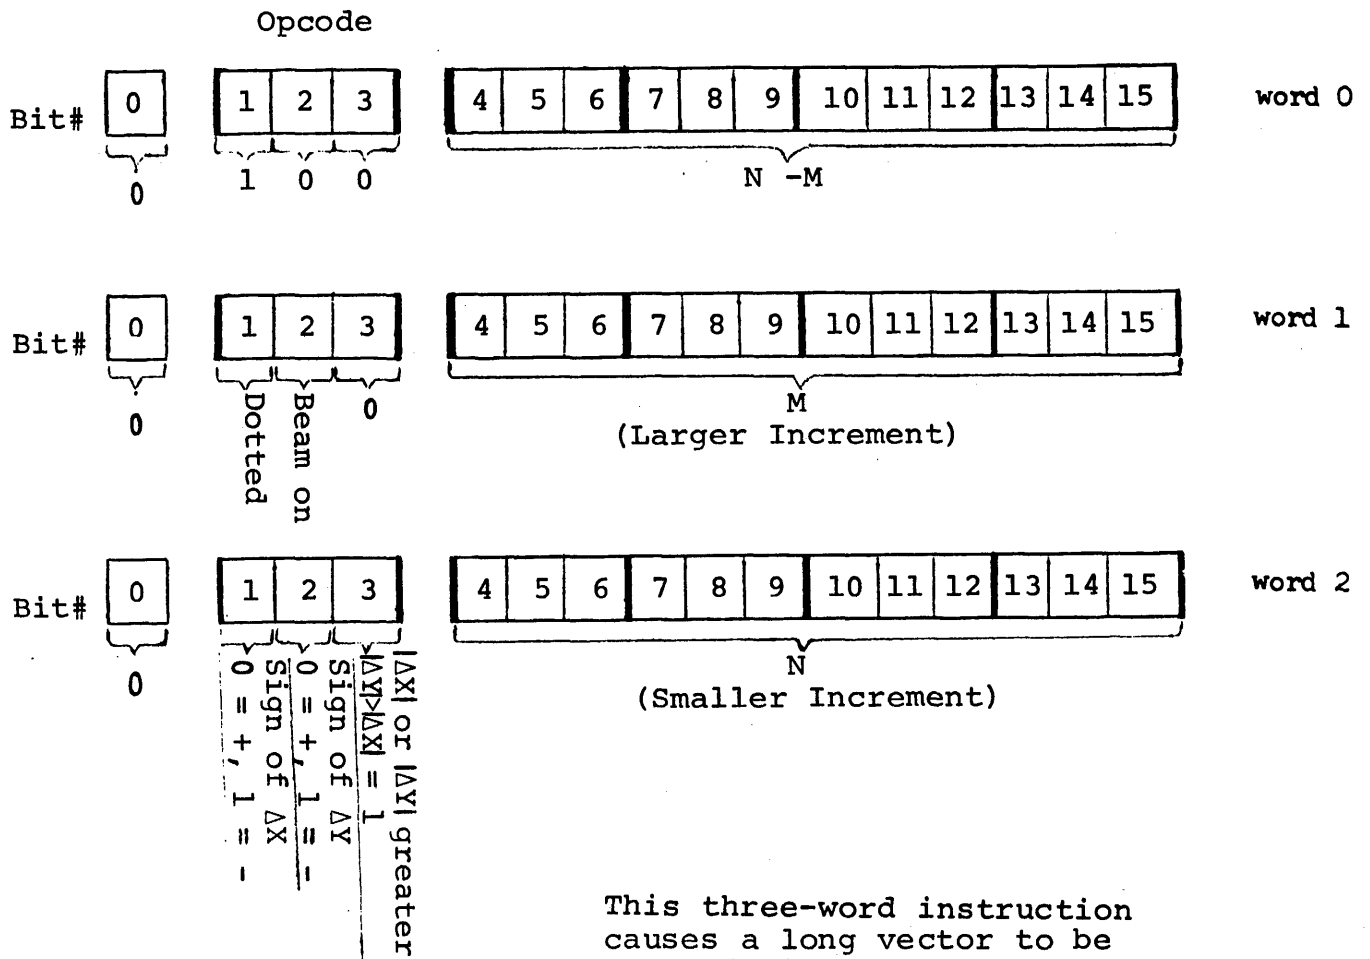 Opcode
Bit# 0 1 2 3 4 5 6 7 8 9 10 11 12 13 14 15 word 0
0 1 0 0 N -M
Bit# 0 1 2 3 4 5 6 7 8 9 10 11 12 13 14 15 word 1
0 Dotted Beam on 0 M
(Larger Increment)
Bit# 0 1 2 3 4 5 6 7 8 9 10 11 12 13 14 15 word 2
0 N
(Smaller Increment)
Sign of ΔX
0 = +, 1 = -
Sign of ΔY
0 = +, 1 = -
|ΔX| or |ΔY| greater
|ΔY|>|ΔX| = 1
This three-word instruction
causes a long vector to be